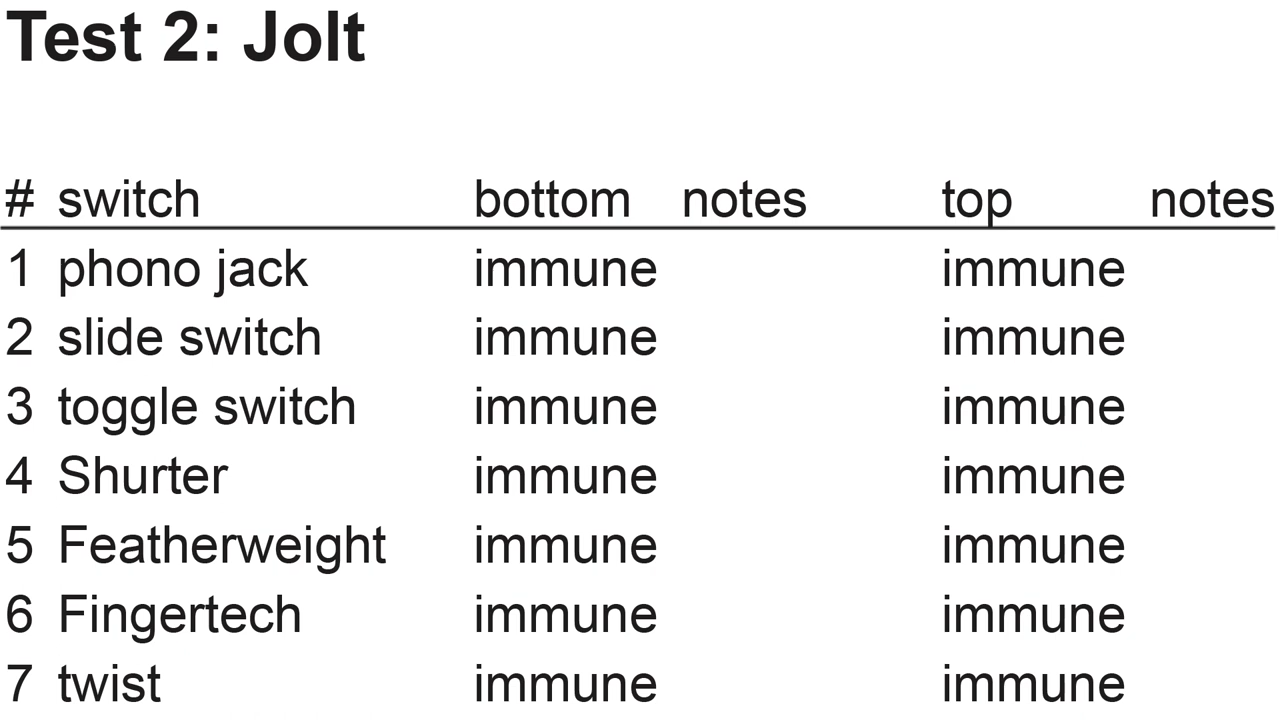 Test 2: Jolt
# switch bottom notes top notes
1 phono jack immune immune
2 slide switch immune immune
3 toggle switch immune immune
4 Shurter immune immune
5 Featherweight immune immune
6 Fingertech immune immune
7 twist immune immune